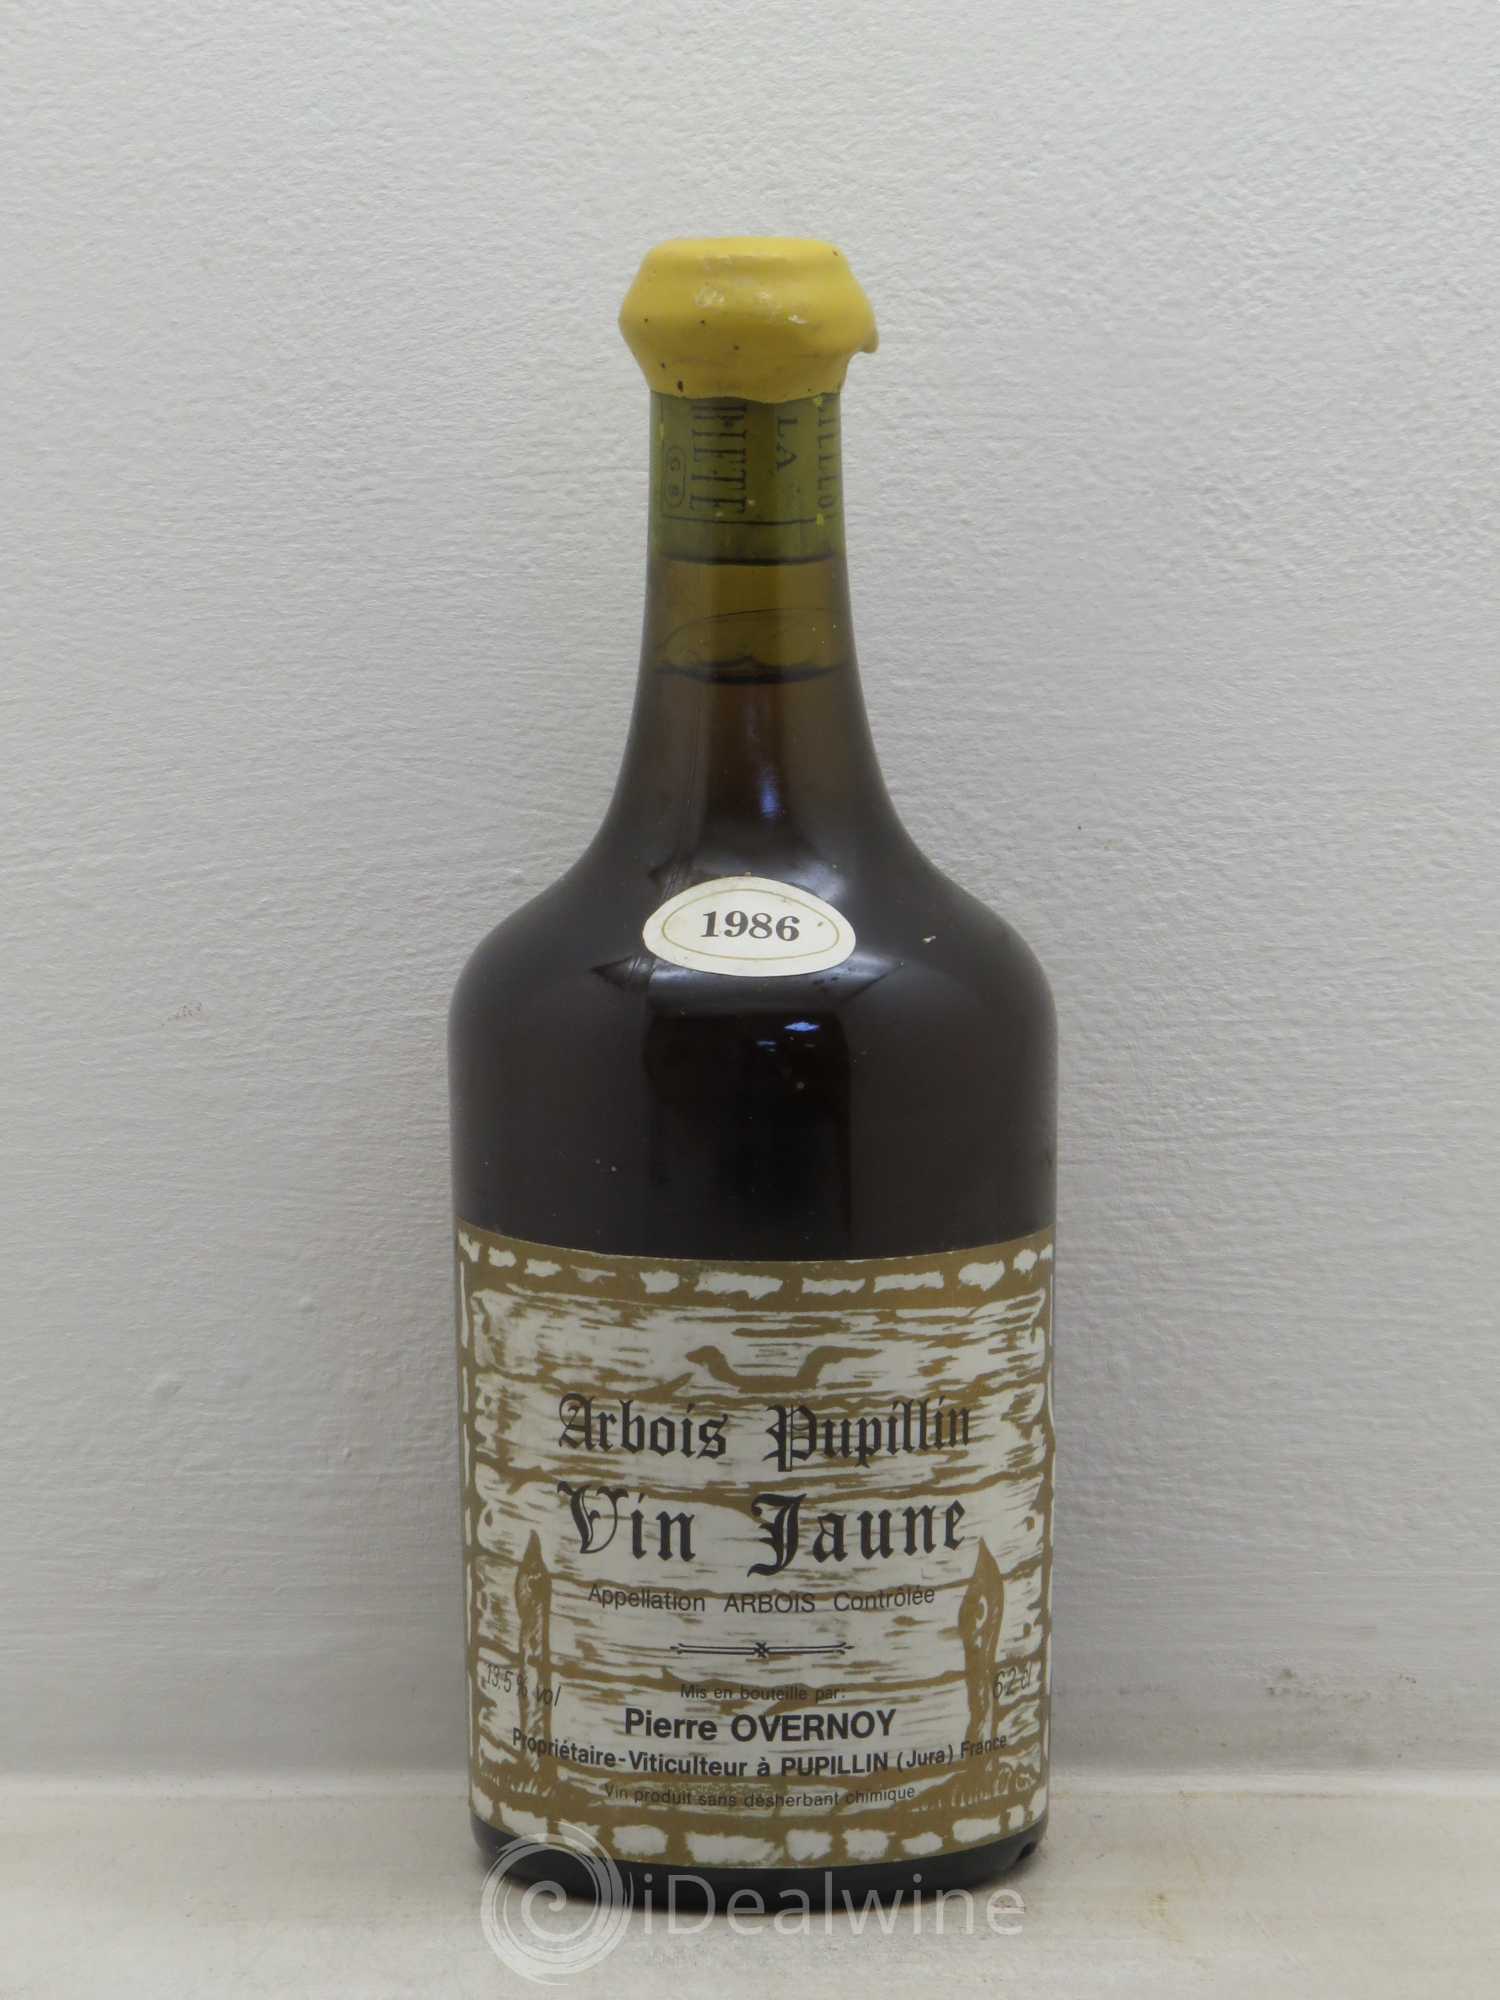 LA
G B
1986
Arbois Pupillin
Vin Jaune
Appellation ARBOIS Contrôlée
13,5% vol
62 cl
Mis en bouteille par:
Pierre OVERNOY
Propriétaire-Viticulteur à PUPILLIN (Jura) France
Vin produit sans désherbant chimique
iDealwine